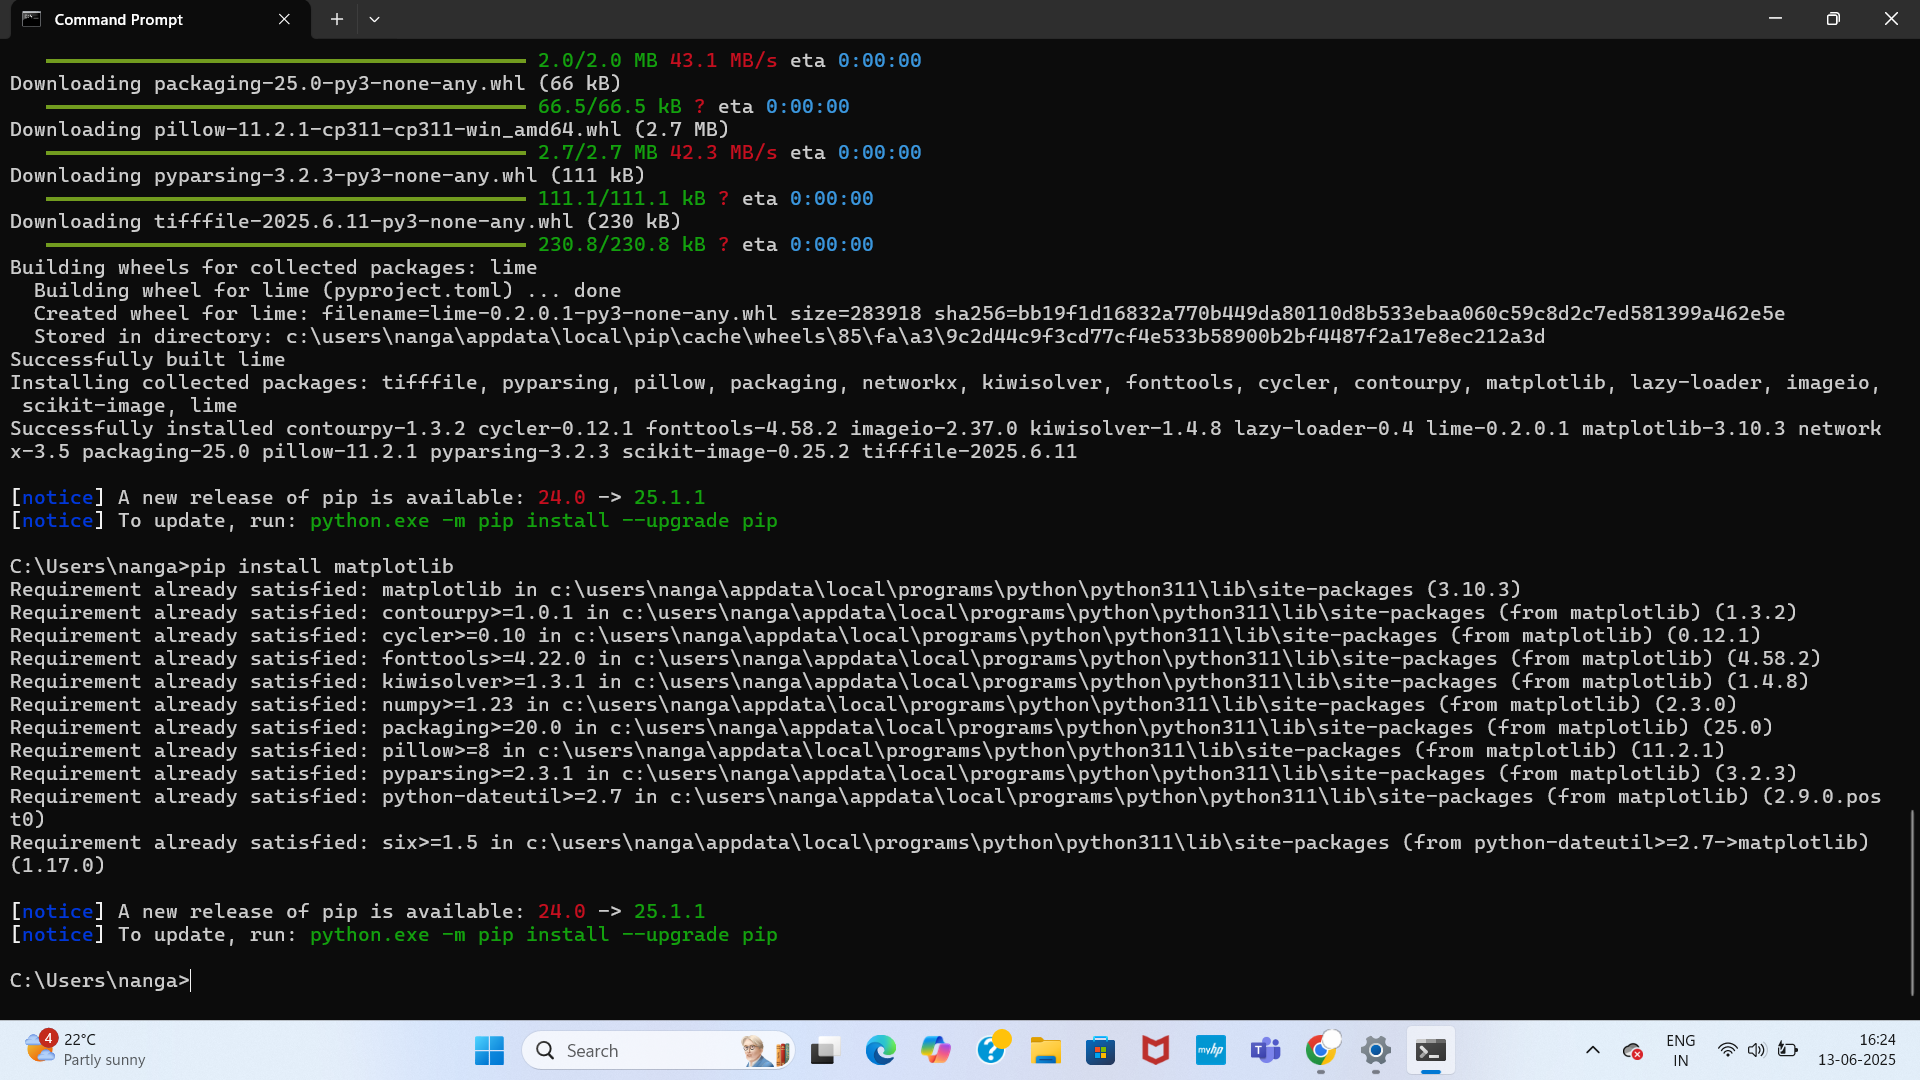 Command Prompt
2.0/2.0 MB 43.1 MB/s eta 0:00:00
Downloading packaging-25.0-py3-none-any.whl (66 kB)
66.5/66.5 kB ? eta 0:00:00
Downloading pillow-11.2.1-cp311-cp311-win_amd64.whl (2.7 MB)
2.7/2.7 MB 42.3 MB/s eta 0:00:00
Downloading pyparsing-3.2.3-py3-none-any.whl (111 kB)
111.1/111.1 kB ? eta 0:00:00
Downloading tifffile-2025.6.11-py3-none-any.whl (230 kB)
230.8/230.8 kB ? eta 0:00:00
Building wheels for collected packages: lime
Building wheel for lime (pyproject.toml) ... done
Created wheel for lime: filename=lime-0.2.0.1-py3-none-any.whl size=283918 sha256=bb19f1d16832a770b449da80110d8b533ebaa060c59c8d2c7ed581399a462e5e
Stored in directory: c:\users\nanga\appdata\local\pip\cache\wheels\85\fa\a3\9c2d44c9f3cd77cf4e533b58900b2bf4487f2a17e8ec212a3d
Successfully built lime
Installing collected packages: tifffile, pyparsing, pillow, packaging, networkx, kiwisolver, fonttools, cycler, contourpy, matplotlib, lazy-loader, imageio,
scikit-image, lime
Successfully installed contourpy-1.3.2 cycler-0.12.1 fonttools-4.58.2 imageio-2.37.0 kiwisolver-1.4.8 lazy-loader-0.4 lime-0.2.0.1 matplotlib-3.10.3 network
x-3.5 packaging-25.0 pillow-11.2.1 pyparsing-3.2.3 scikit-image-0.25.2 tifffile-2025.6.11
[notice] A new release of pip is available: 24.0 -> 25.1.1
[notice] To update, run: python.exe -m pip install --upgrade pip
C:\Users\nanga>pip install matplotlib
Requirement already satisfied: matplotlib in c:\users\nanga\appdata\local\programs\python\python311\lib\site-packages (3.10.3)
Requirement already satisfied: contourpy>=1.0.1 in c:\users\nanga\appdata\local\programs\python\python311\lib\site-packages (from matplotlib) (1.3.2)
Requirement already satisfied: cycler>=0.10 in c:\users\nanga\appdata\local\programs\python\python311\lib\site-packages (from matplotlib) (0.12.1)
Requirement already satisfied: fonttools>=4.22.0 in c:\users\nanga\appdata\local\programs\python\python311\lib\site-packages (from matplotlib) (4.58.2)
Requirement already satisfied: kiwisolver>=1.3.1 in c:\users\nanga\appdata\local\programs\python\python311\lib\site-packages (from matplotlib) (1.4.8)
Requirement already satisfied: numpy>=1.23 in c:\users\nanga\appdata\local\programs\python\python311\lib\site-packages (from matplotlib) (2.3.0)
Requirement already satisfied: packaging>=20.0 in c:\users\nanga\appdata\local\programs\python\python311\lib\site-packages (from matplotlib) (25.0)
Requirement already satisfied: pillow>=8 in c:\users\nanga\appdata\local\programs\python\python311\lib\site-packages (from matplotlib) (11.2.1)
Requirement already satisfied: pyparsing>=2.3.1 in c:\users\nanga\appdata\local\programs\python\python311\lib\site-packages (from matplotlib) (3.2.3)
Requirement already satisfied: python-dateutil>=2.7 in c:\users\nanga\appdata\local\programs\python\python311\lib\site-packages (from matplotlib) (2.9.0.pos
t0)
Requirement already satisfied: six>=1.5 in c:\users\nanga\appdata\local\programs\python\python311\lib\site-packages (from python-dateutil>=2.7->matplotlib)
(1.17.0)
[notice] A new release of pip is available: 24.0 -> 25.1.1
[notice] To update, run: python.exe -m pip install --upgrade pip
C:\Users\nanga>
4
22°C
Partly sunny
Search
myhp
ENG
IN
16:24
13-06-2025